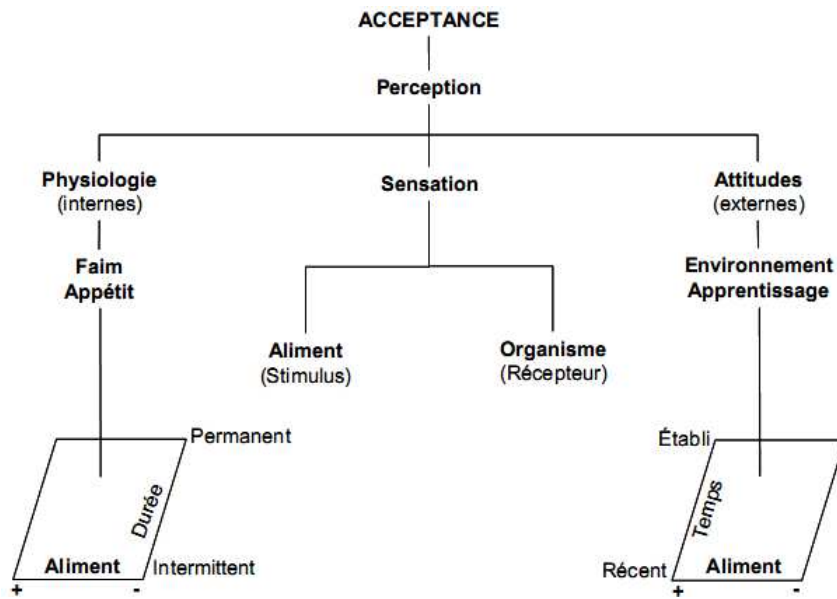 ACCEPTANCE
Perception
Physiologie
(internes)
Sensation
Attitudes
(externes)
Faim
Appétit
Environnement
Apprentissage
Aliment
(Stimulus)
Organisme
(Récepteur)
Permanent
Durée
Aliment
Intermittent
+ -
Établi
Temps
Récent
Aliment
+ -